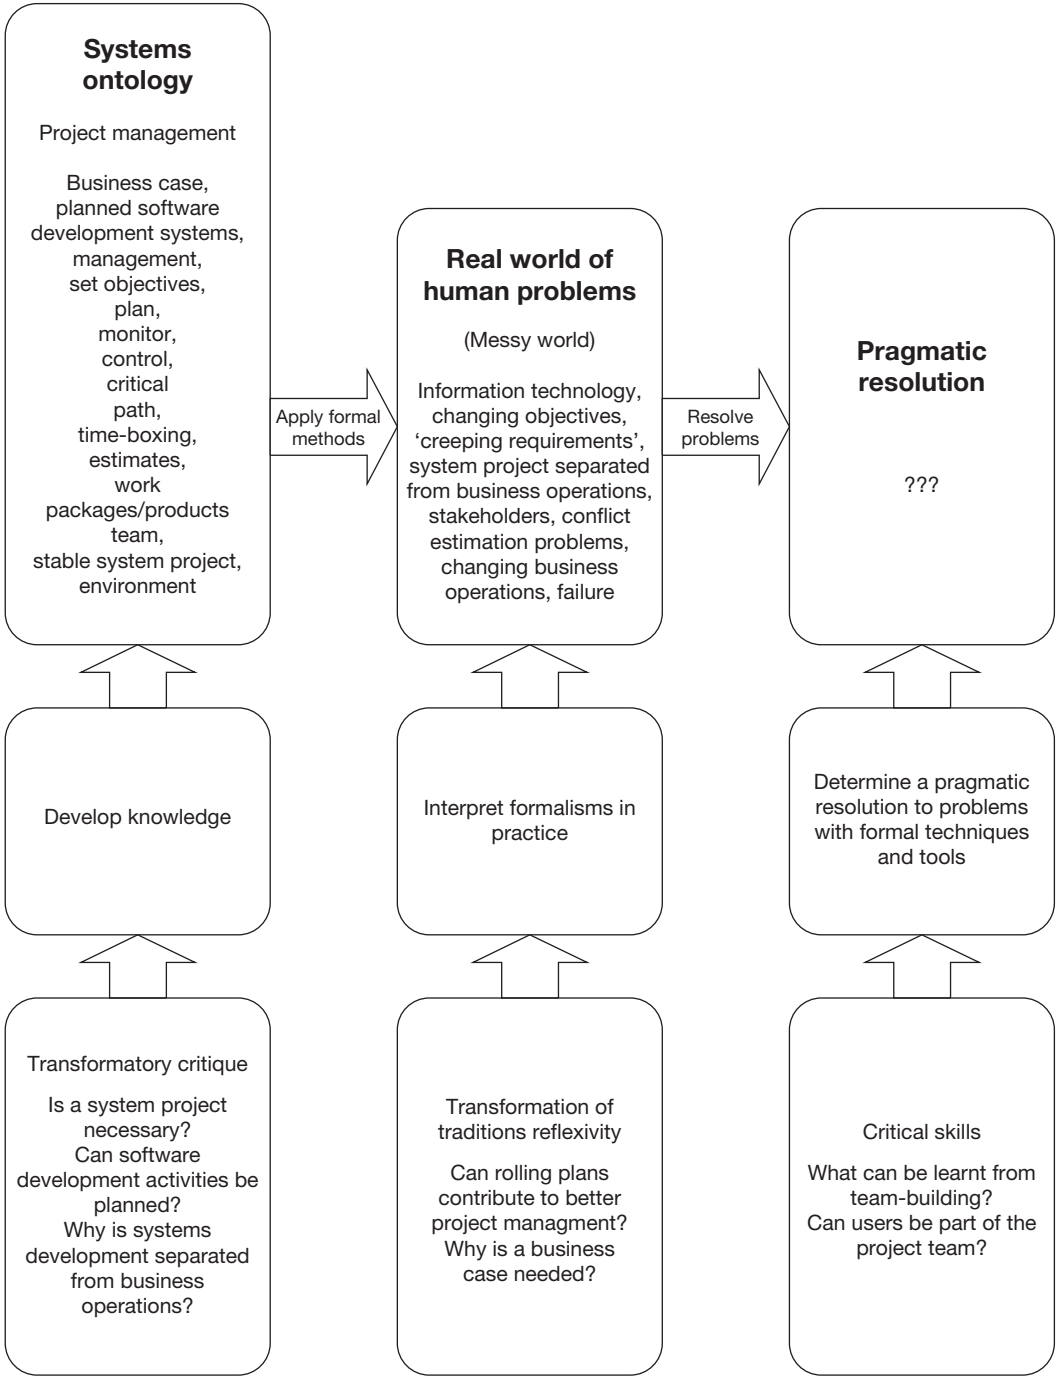 Systems
ontology
Project management
Business case,
planned software
development systems,
management,
set objectives,
plan,
monitor,
control,
critical
path,
time-boxing,
estimates,
work
packages/products
team,
stable system project,
environment
Apply formal
methods
Real world of
human problems
(Messy world)
Information technology,
changing objectives,
‘creeping requirements’,
system project separated
from business operations,
stakeholders, conflict
estimation problems,
changing business
operations, failure
Resolve
problems
Pragmatic
resolution
???
Develop knowledge
Interpret formalisms in
practice
Determine a pragmatic
resolution to problems
with formal techniques
and tools
Transformatory critique
Is a system project
necessary?
Can software
development activities be
planned?
Why is systems
development separated
from business
operations?
Transformation of
traditions reflexivity
Can rolling plans
contribute to better
project managment?
Why is a business
case needed?
Critical skills
What can be learnt from
team-building?
Can users be part of the
project team?